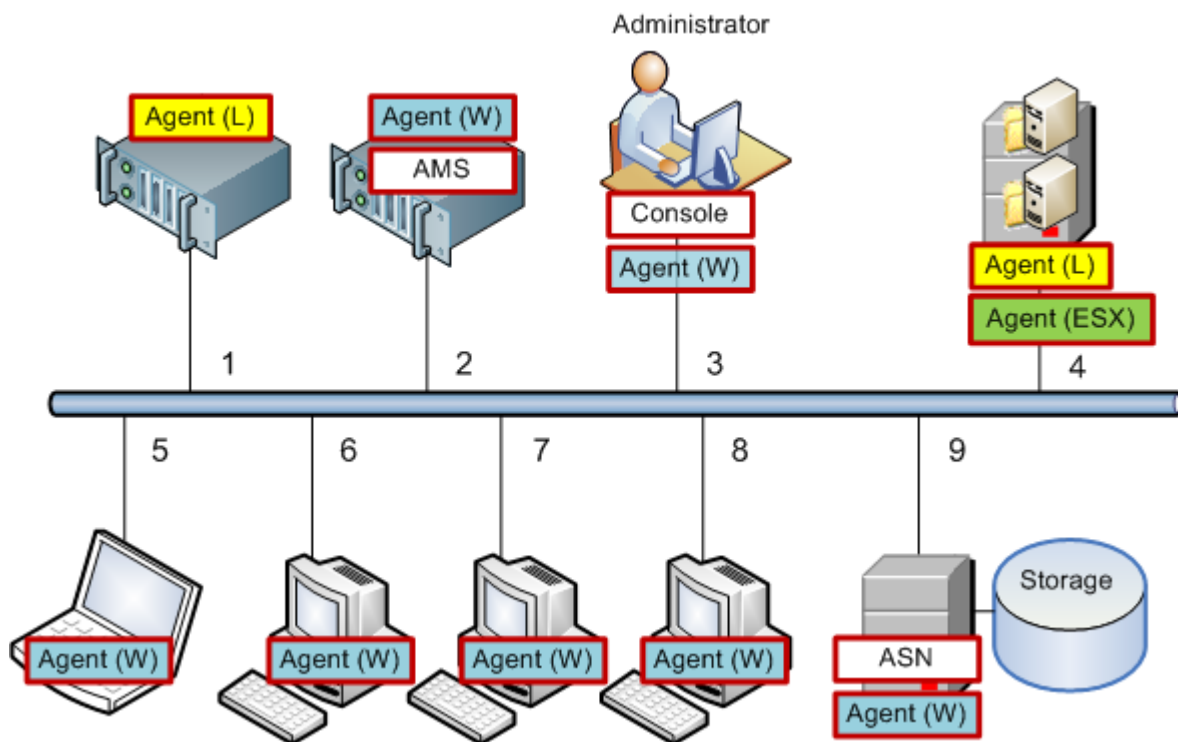 Administrator
Agent (L)
Agent (W)
AMS
Console
Agent (W)
Agent (L)
Agent (ESX)
1
2
3
4
5
6
7
8
9
Agent (W)
Agent (W)
Agent (W)
Agent (W)
ASN
Agent (W)
Storage